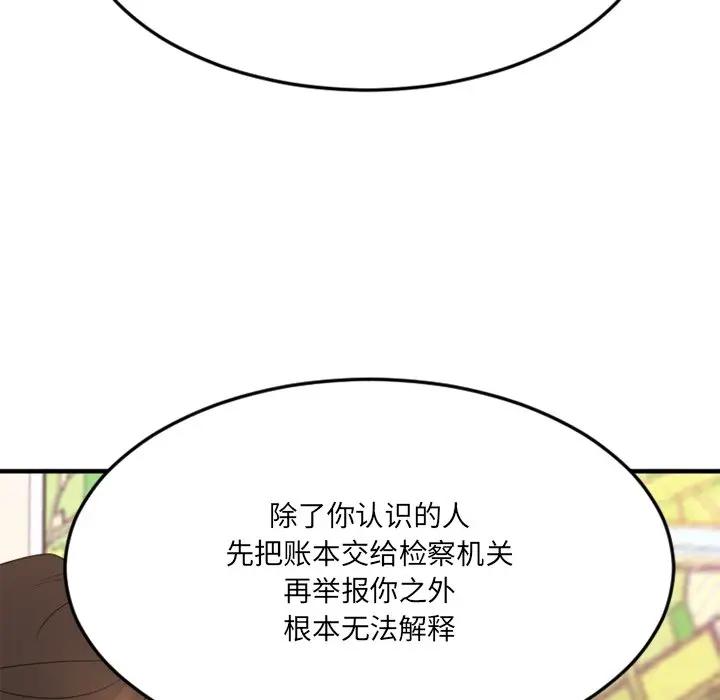 除了你认识的人
先把账本交给检察机关
再举报你之外
根本无法解释